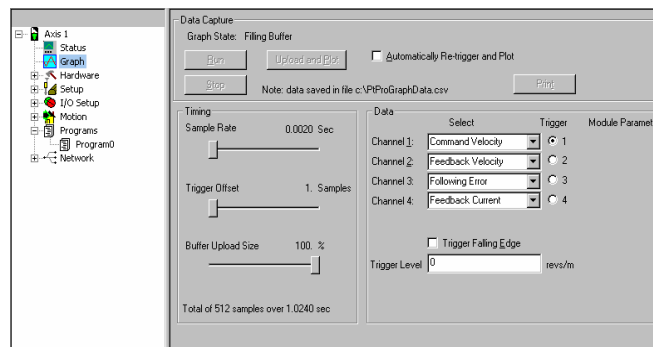 Axis 1
Status
Graph
Hardware
Setup
I/O Setup
Motion
Programs
Program0
Network
Data Capture
Graph State: Filling Buffer
Run
Upload and Plot
Automatically Re-trigger and Plot
Stop
Note: data saved in file c:\PtProGraphData.csv
Print
Timing
Sample Rate 0.0020 Sec
Trigger Offset 1. Samples
Buffer Upload Size 100. %
Total of 512 samples over 1.0240 sec
Data
Select Trigger Module Paramet
Channel 1: Command Velocity 1
Channel 2: Feedback Velocity 2
Channel 3: Following Error 3
Channel 4: Feedback Current 4
Trigger Falling Edge
Trigger Level 0 revs/m